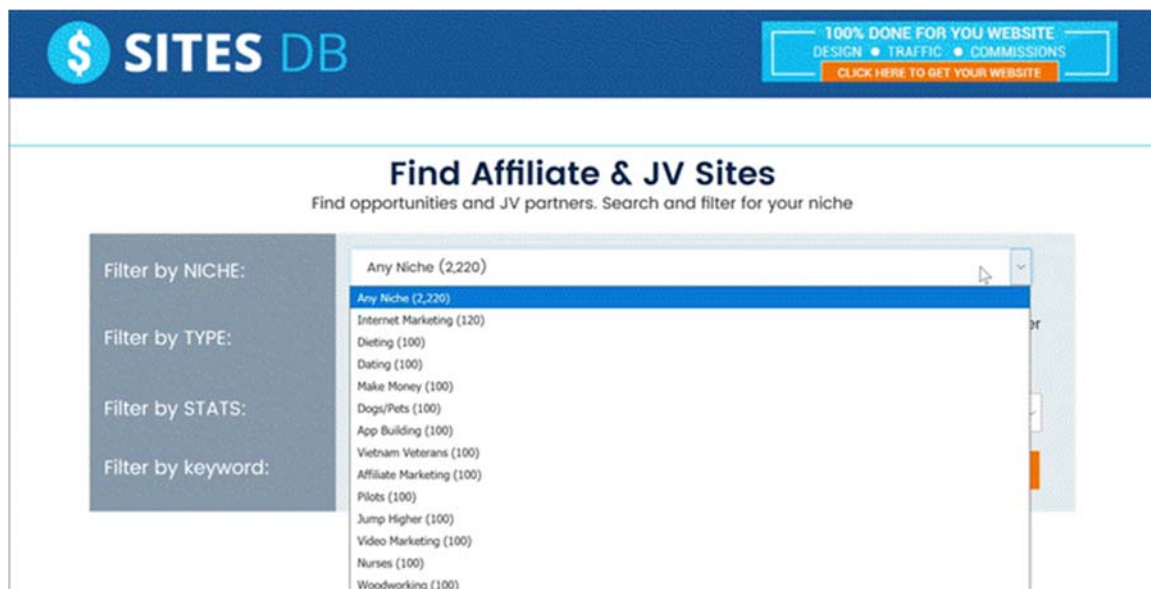 $ SITES DB
100% DONE FOR YOU WEBSITE
DESIGN ● TRAFFIC ● COMMISSIONS
CLICK HERE TO GET YOUR WEBSITE
Find Affiliate & JV Sites
Find opportunities and JV partners. Search and filter for your niche
Filter by NICHE:
Any Niche (2,220)
Any Niche (2,220)
Internet Marketing (120)
Filter by TYPE:
Dieting (100)
Dating (100)
Make Money (100)
Filter by STATS:
Dogs/Pets (100)
App Building (100)
Vietnam Veterans (100)
Filter by keyword:
Affiliate Marketing (100)
Pilots (100)
Jump Higher (100)
Video Marketing (100)
Nurses (100)
Woodworking (100)